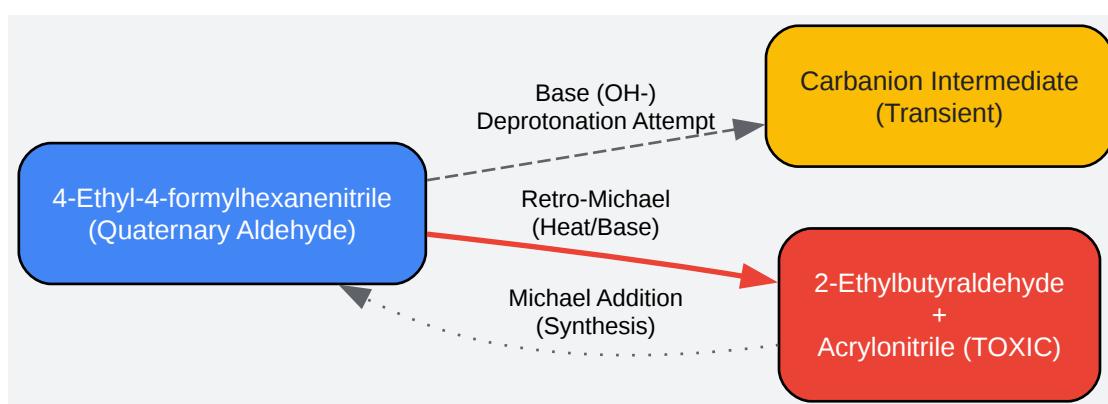 Base (OH-)
Deprotonation Attempt
Carbanion Intermediate
(Transient)
4-Ethyl-4-formylhexanenitrile
(Quaternary Aldehyde)
Retro-Michael
(Heat/Base)
Michael Addition
(Synthesis)
2-Ethylbutyraldehyde
+
Acrylonitrile (TOXIC)